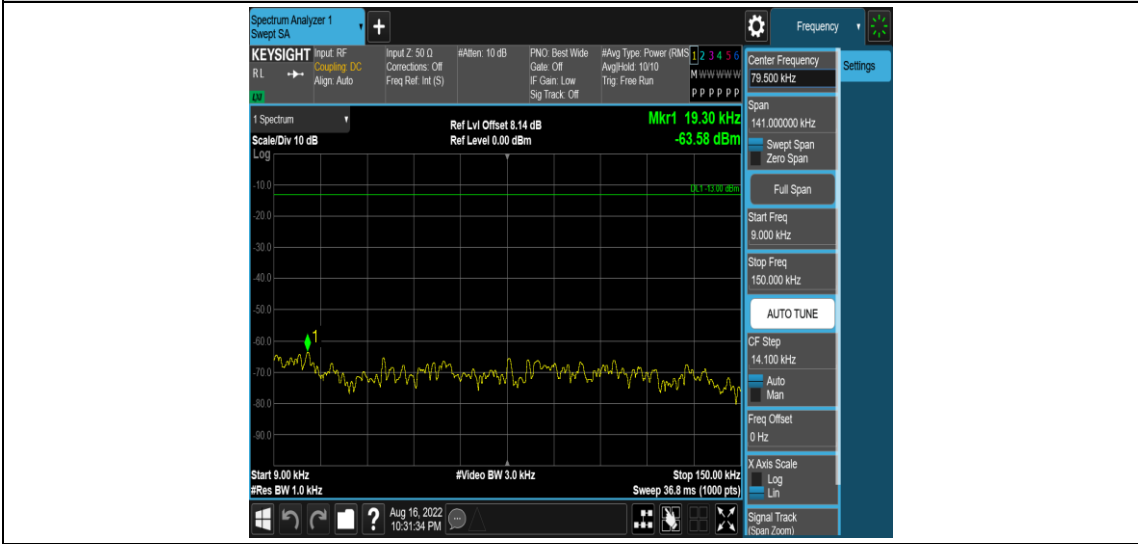 Spectrum Analyzer 1
Swept SA
+
Frequency
KEYSIGHT
RL
Input: RF
Coupling: DC
Align: Auto
Input Z: 50 Ω
Corrections: Off
Freq Ref: Int (S)
#Atten: 10 dB
PNO: Best Wide
Gate: Off
IF Gain: Low
Sig Track: Off
#Avg Type: Power (RMS
Avg|Hold: 10/10
Trig: Free Run
1 2 3 4 5 6
M W W W W W
P P P P P P
1 Spectrum
Scale/Div 10 dB
Log
Ref Lvl Offset 8.14 dB
Ref Level 0.00 dBm
Mkr1 19.30 kHz
-63.58 dBm
DL1 -13.00 dBm
-10.0
-20.0
-30.0
-40.0
-50.0
-60.0
-70.0
-80.0
-90.0
1
Start 9.00 kHz
#Res BW 1.0 kHz
#Video BW 3.0 kHz
Stop 150.00 kHz
Sweep 36.8 ms (1000 pts)
?
Aug 16, 2022
10:31:34 PM
Center Frequency
79.500 kHz
Settings
Span
141.000000 kHz
Swept Span
Zero Span
Full Span
Start Freq
9.000 kHz
Stop Freq
150.000 kHz
AUTO TUNE
CF Step
14.100 kHz
Auto
Man
Freq Offset
0 Hz
X Axis Scale
Log
Lin
Signal Track
(Span Zoom)